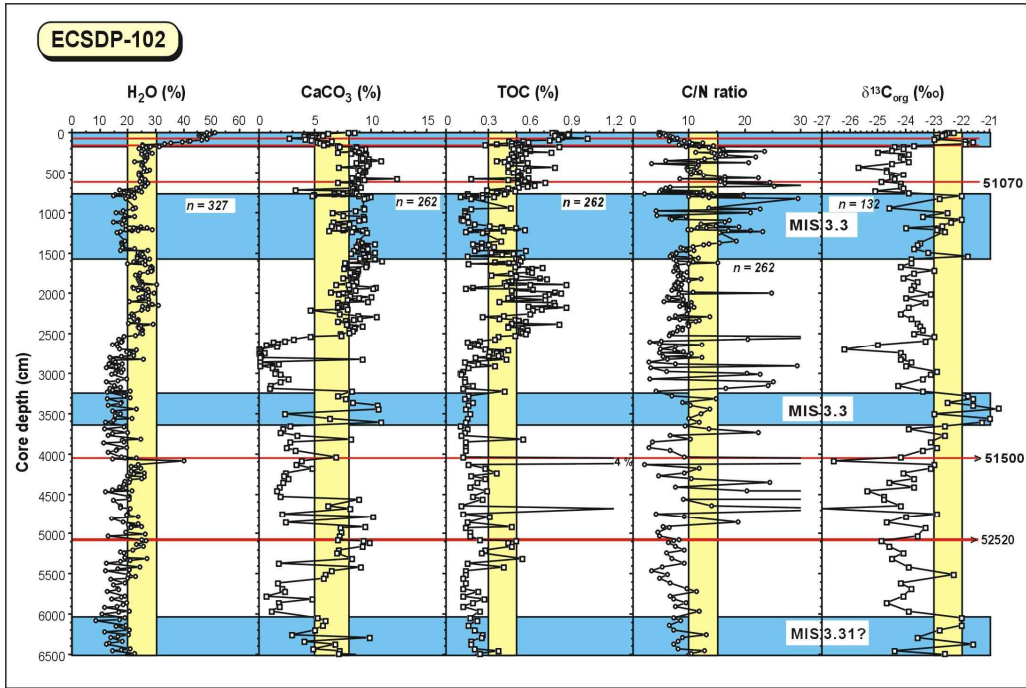 ECSDP-102
H2O (%) CaCO3 (%) TOC (%) C/N ratio δ13Corg (‰)
0 10 20 30 40 50 60 0 5 10 15 0 0.3 0.6 0.9 1.2 0 10 20 30 -27 -26 -25 -24 -23 -22 -21
0
500
51070
n = 327 n = 262 n = 262 n = 132
1000
MIS 3.3
1500
n = 262
2000
2500
Core depth (cm)
3000
3500
MIS 3.3
4000
4 %
51500
4500
5000
52520
5500
6000
MIS 3.31?
6500